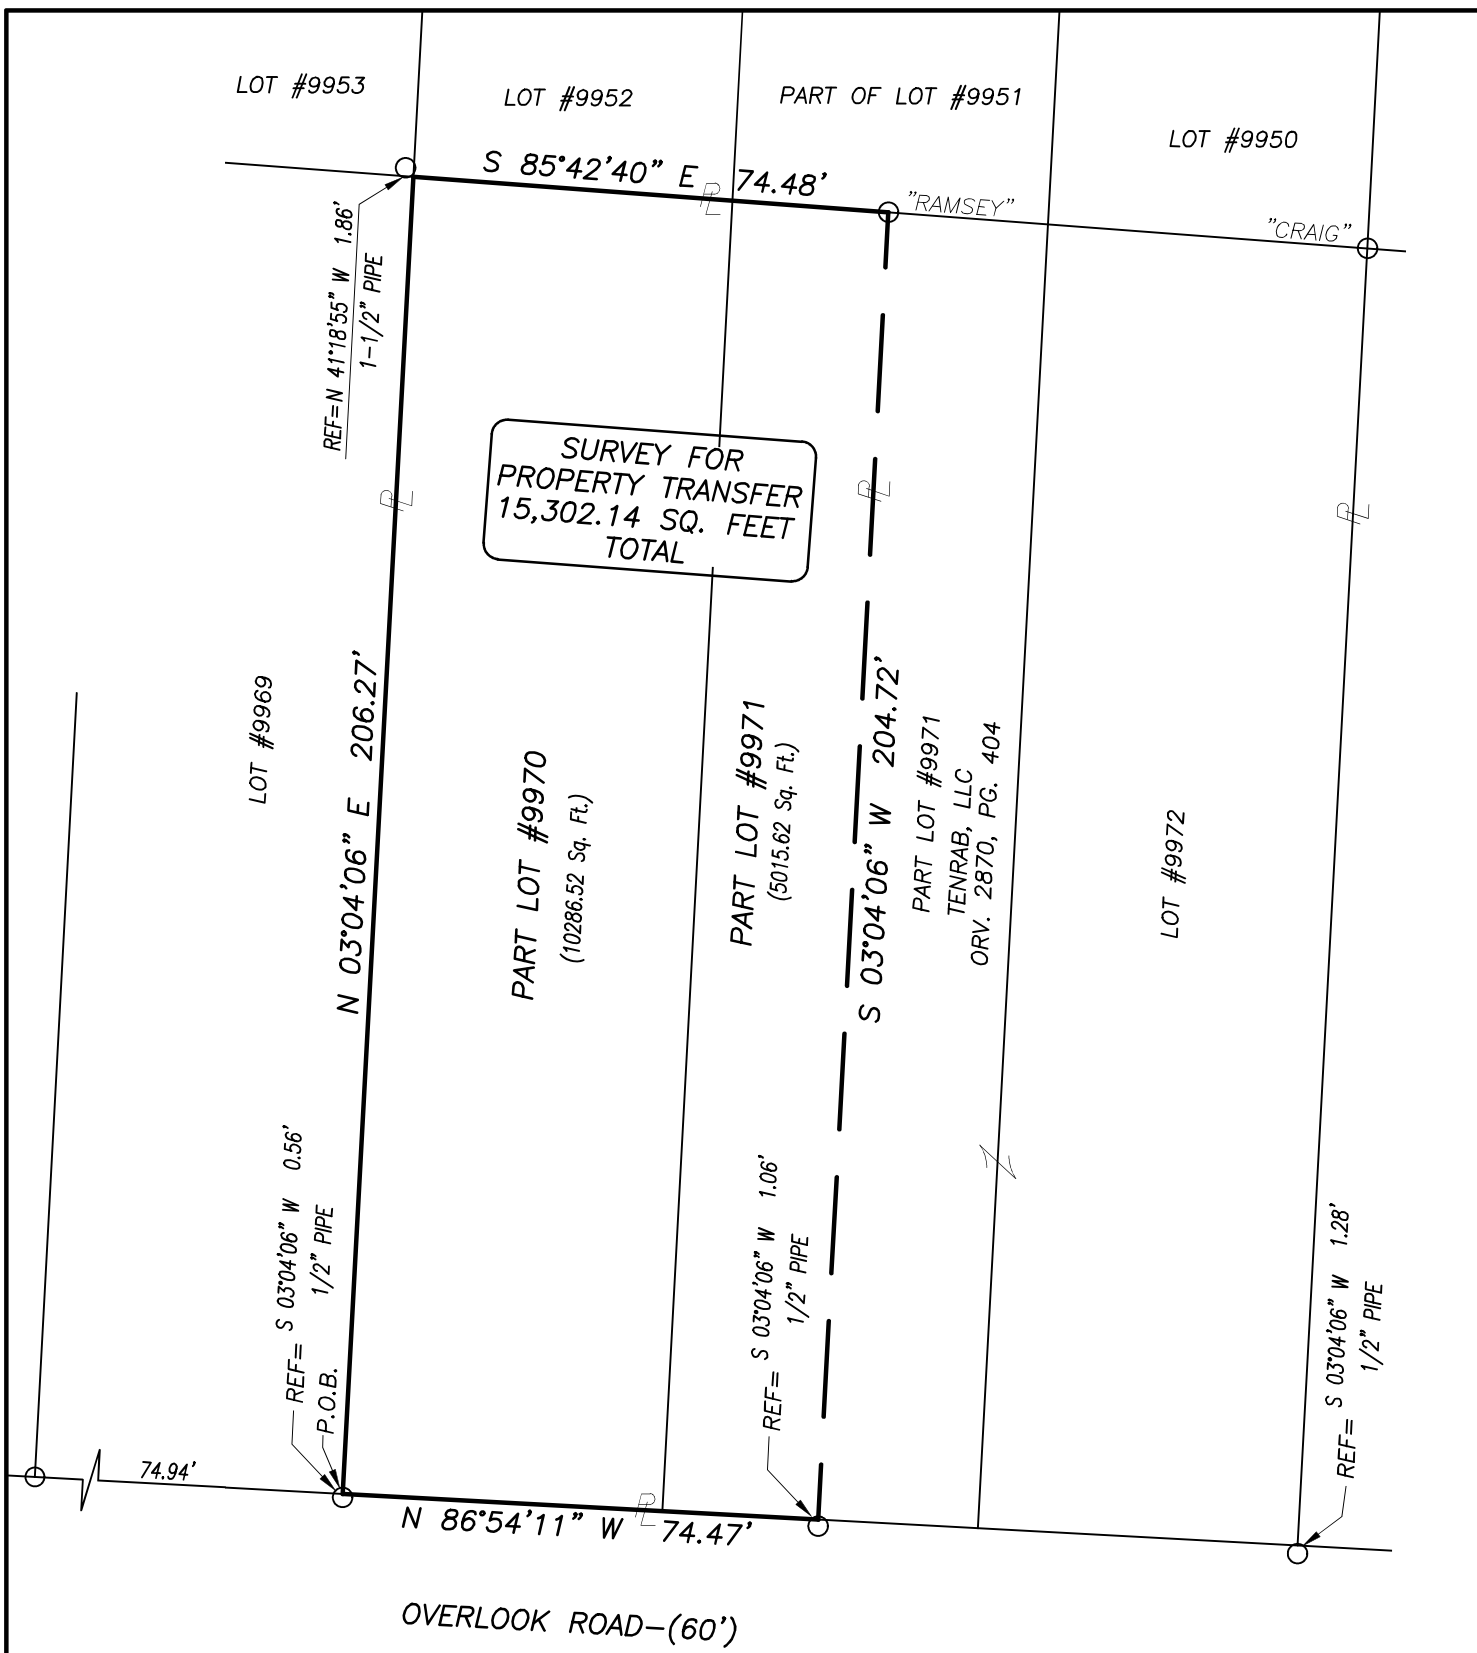 LOT #9953
LOT #9952
PART OF LOT #9951
LOT #9950
S 85°42'40" E 74.48'
PL
"RAMSEY"
"CRAIG"
REF=N 41°18'55" W 1.86'
1-1/2" PIPE
SURVEY FOR
PROPERTY TRANSFER
15,302.14 SQ. FEET
TOTAL
PL
PL
PL
LOT #9969
N 03°04'06" E 206.27'
PART LOT #9970
(10286.52 Sq. Ft.)
PART LOT #9971
(5015.62 Sq. Ft.)
S 03°04'06" W 204.72'
PART LOT #9971
TENRAB, LLC
ORV. 2870, PG. 404
LOT #9972
REF= S 03°04'06" W 0.56'
1/2" PIPE
P.O.B.
REF= S 03°04'06" W 1.06'
1/2" PIPE
REF= S 03°04'06" W 1.28'
1/2" PIPE
74.94'
N 86°54'11" W 74.47'
PL
OVERLOOK ROAD-(60')